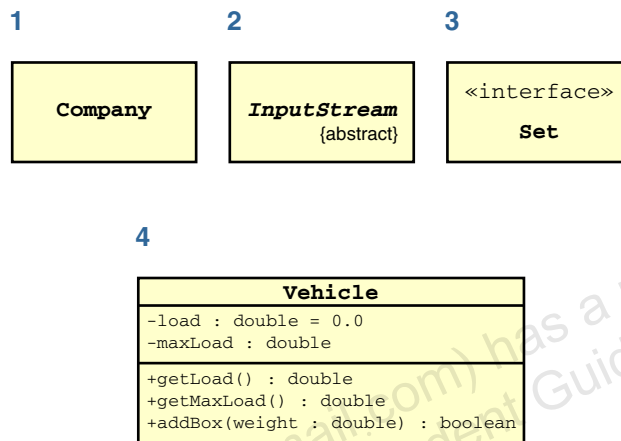 1 2 3
Company
InputStream
{abstract}
«interface»
Set
4
Vehicle
-load : double = 0.0
-maxLoad : double
+getLoad() : double
+getMaxLoad() : double
+addBox(weight : double) : boolean
has a